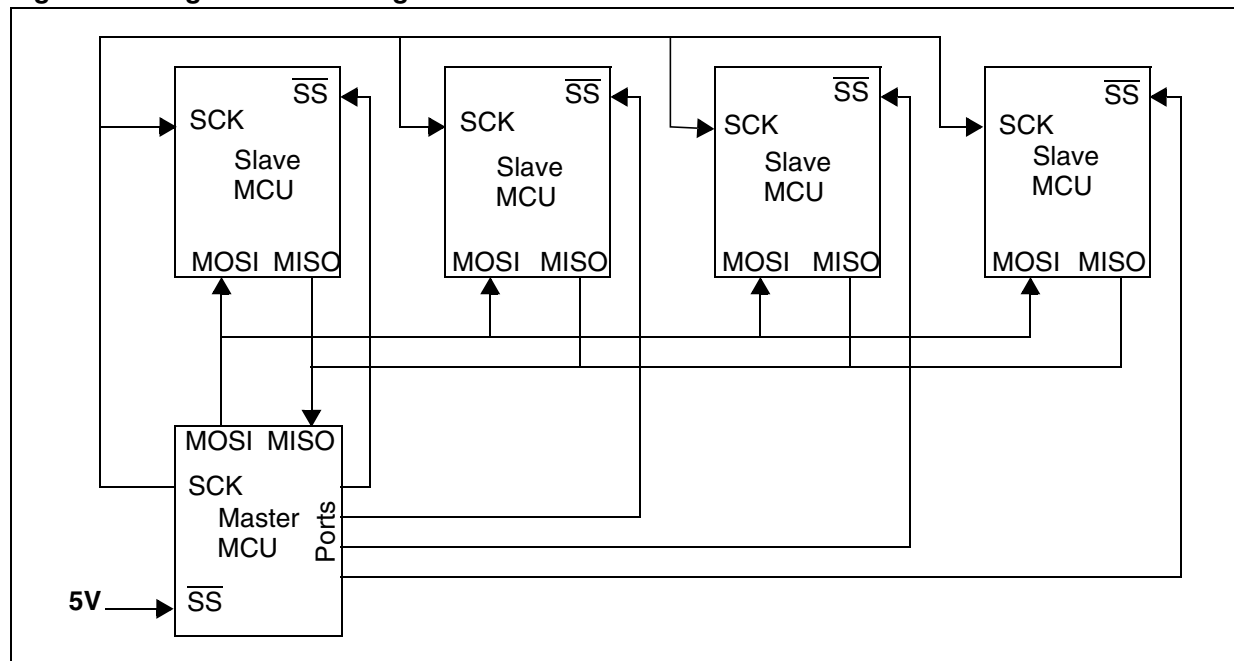 SS SS SS SS
SCK SCK SCK SCK
Slave MCU
Slave MCU
Slave MCU
Slave MCU
MOSI MISO MOSI MISO MOSI MISO MOSI MISO
MOSI MISO
SCK
Master
MCU
Ports
5V
SS